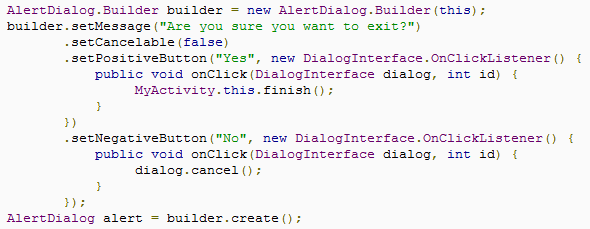 AlertDialog.Builder builder = new AlertDialog.Builder(this);
builder.setMessage("Are you sure you want to exit?")
       .setCancelable(false)
       .setPositiveButton("Yes", new DialogInterface.OnClickListener() {
           public void onClick(DialogInterface dialog, int id) {
                MyActivity.this.finish();
           }
       })
       .setNegativeButton("No", new DialogInterface.OnClickListener() {
           public void onClick(DialogInterface dialog, int id) {
                dialog.cancel();
           }
       });
AlertDialog alert = builder.create();